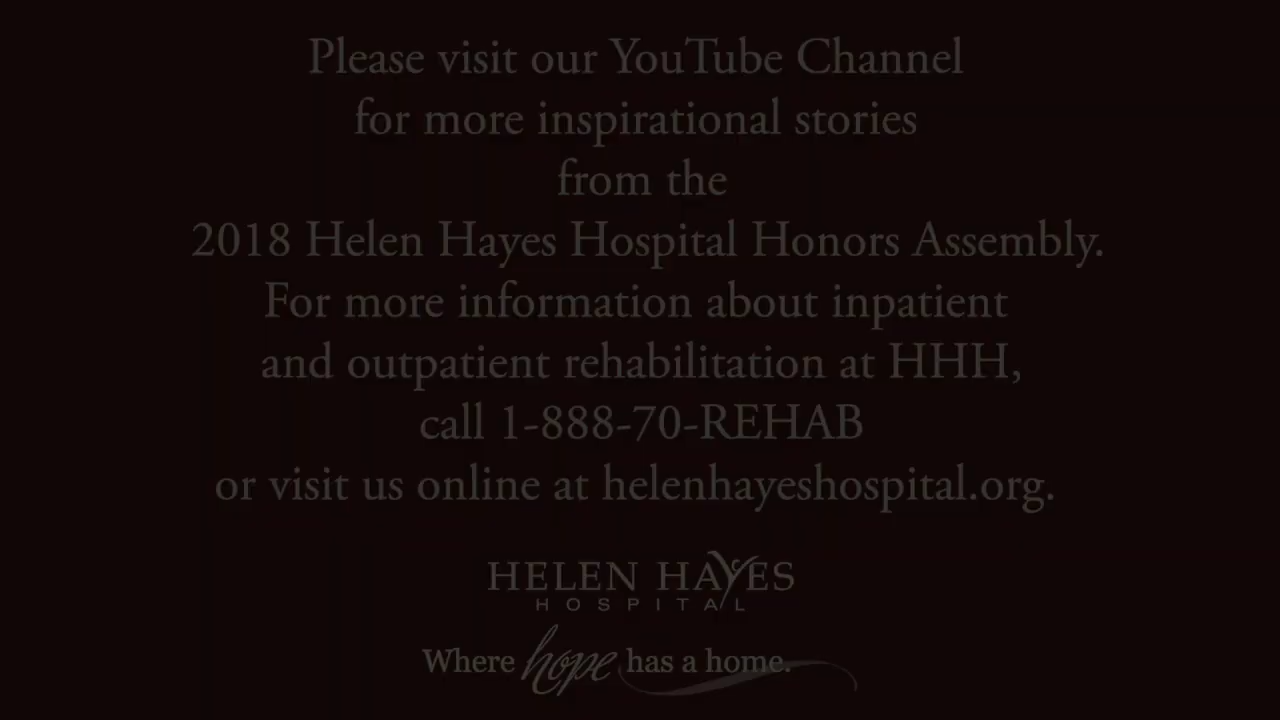 Please visit our YouTube Channel
for more inspirational stories
from the
2018 Helen Hayes Hospital Honors Assembly.
For more information about inpatient
and outpatient rehabilitation at HHH,
call 1-888-70-REHAB
or visit us online at helenhayeshospital.org.
HELEN HAYES
HOSPITAL
Where hope has a home.